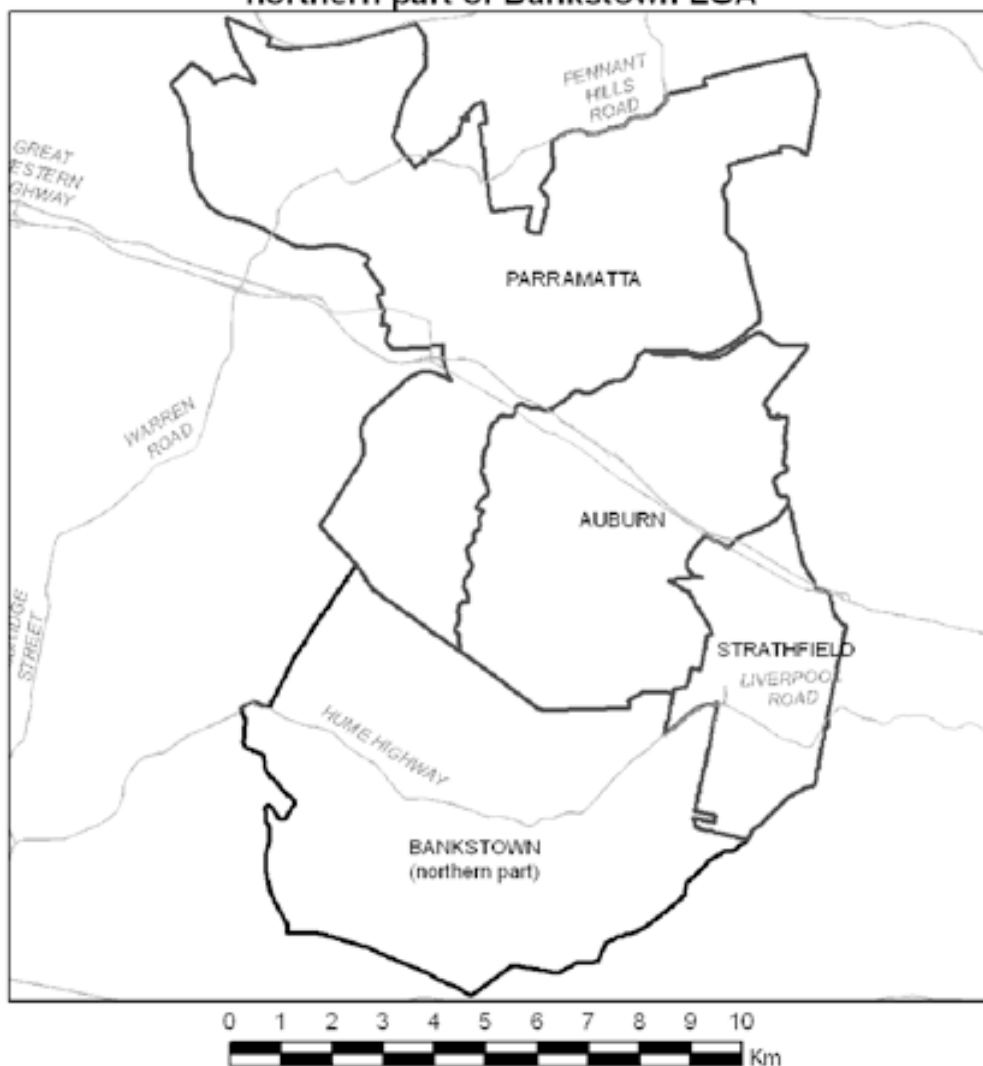 northern part of Bankstown LGA
PENNANT
HILLS
ROAD
GREAT
ESTERN
GHWAY
PARRAMATTA
WARREN
ROAD
AUBURN
STREET
STRATHFIELD
LIVERPOOL
ROAD
HUME HIGHWAY
BANKSTOWN
(northern part)
0 1 2 3 4 5 6 7 8 9 10
Km